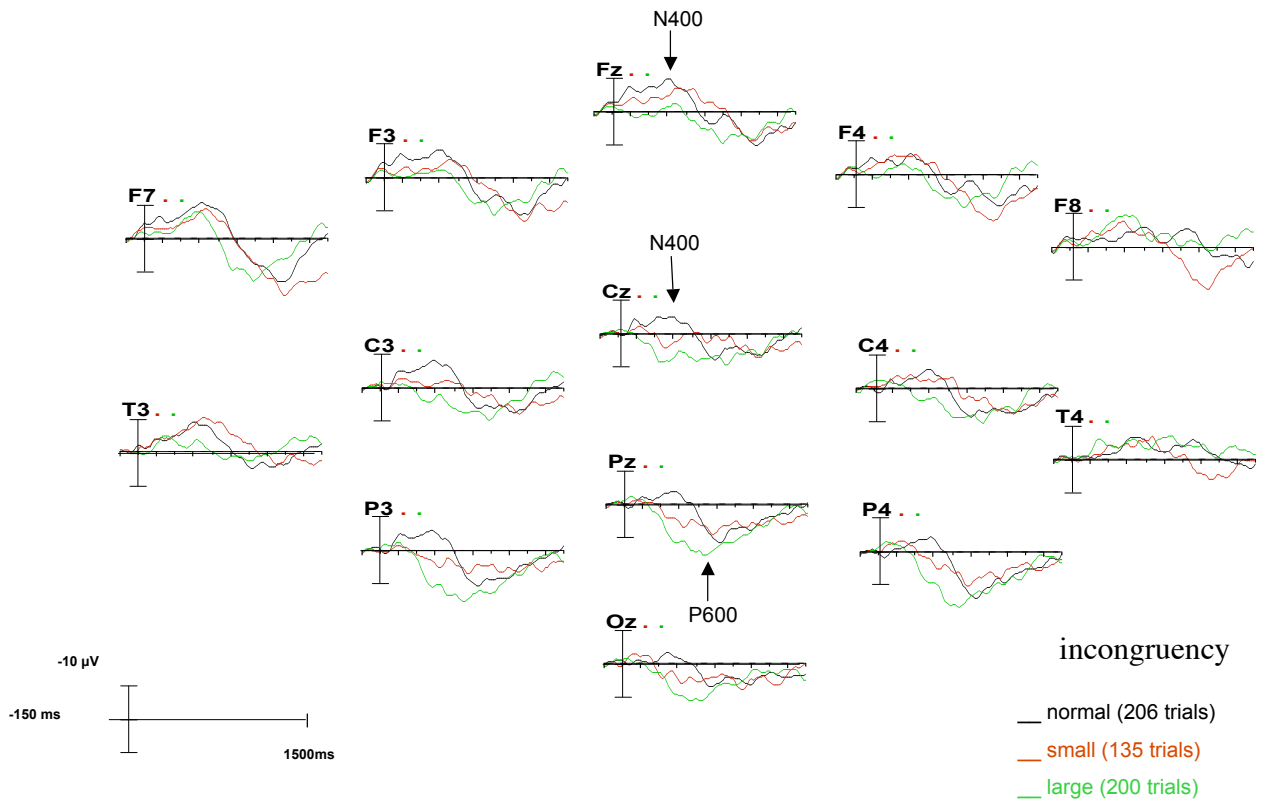 N400
Fz
F3
F4
F7
F8
N400
Cz
C3
C4
T3
T4
Pz
P3
P4
P600
Oz
incongruency
-10 µV
normal (206 trials)
-150 ms
small (135 trials)
1500ms
large (200 trials)